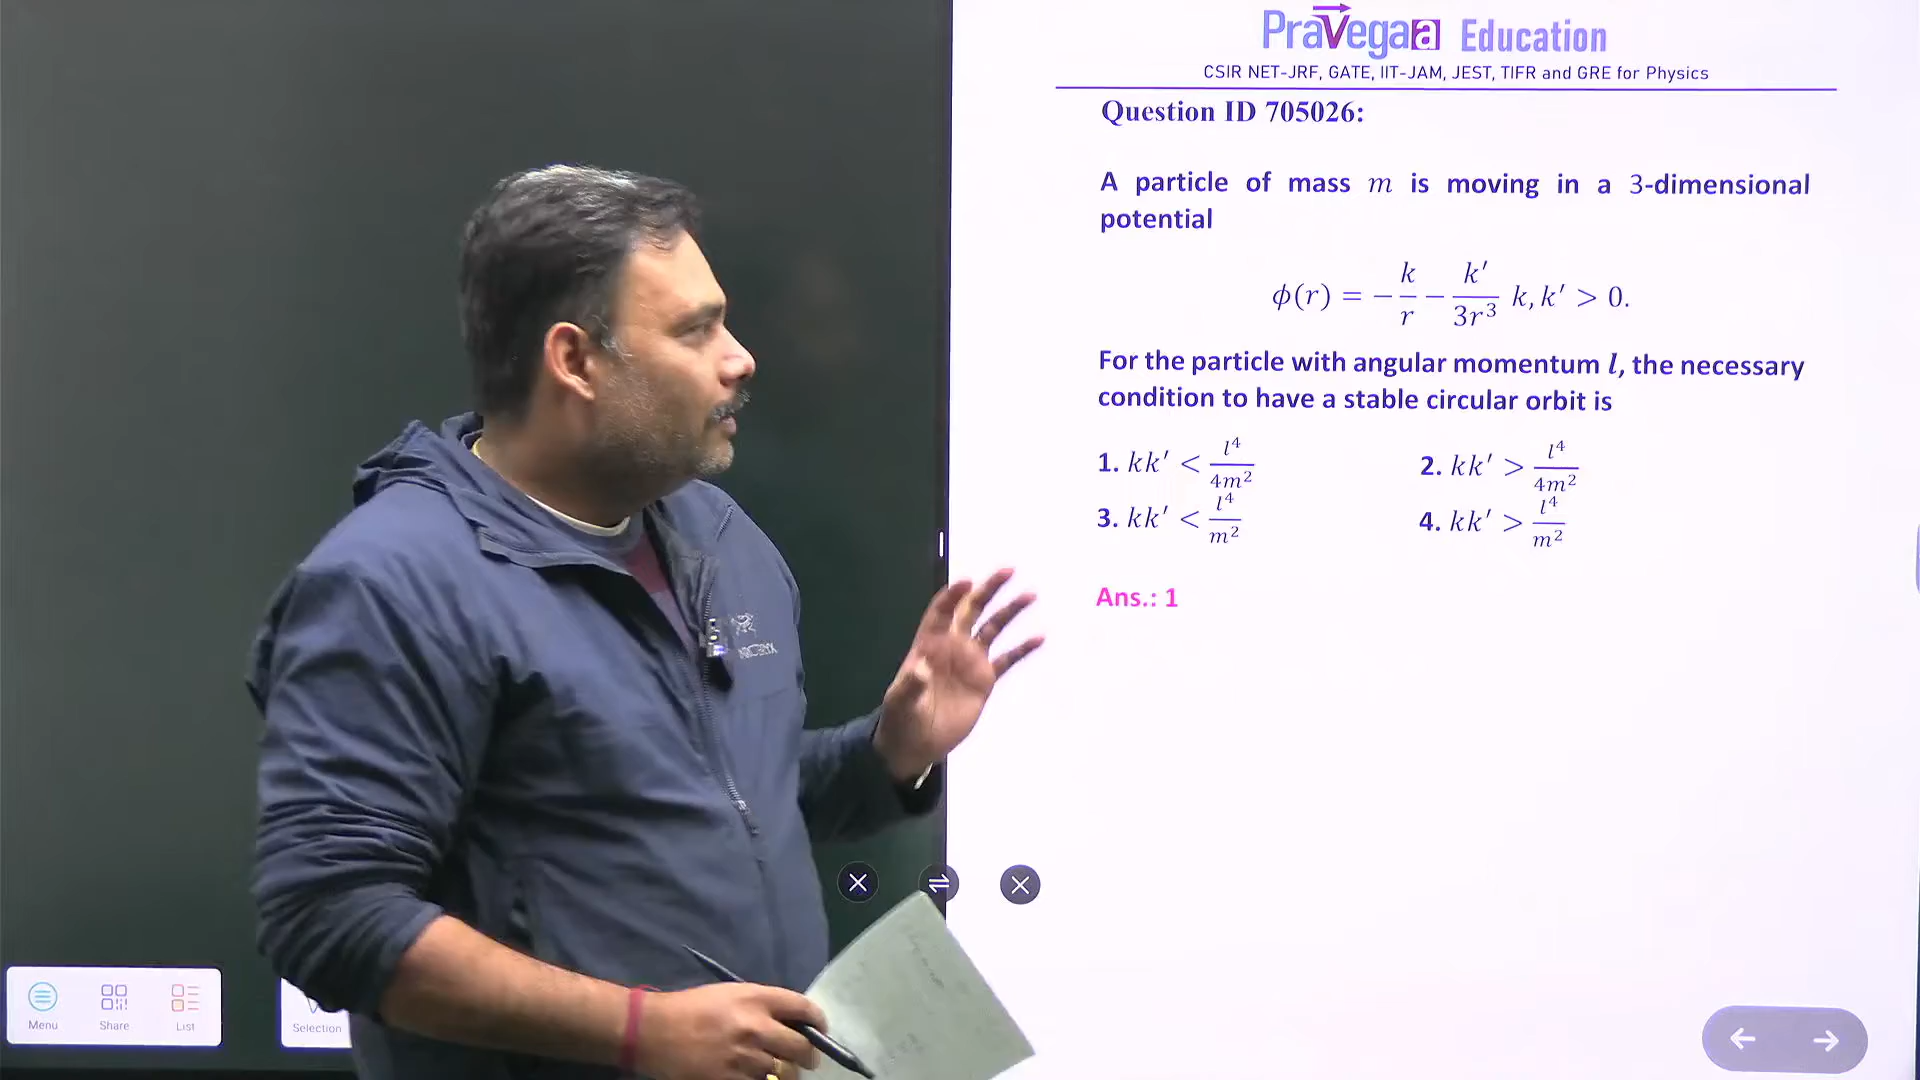 Pravegaa Education
CSIR NET-JRF, GATE, IIT-JAM, JEST, TIFR and GRE for Physics
Question ID 705026:
A particle of mass m is moving in a 3-dimensional
potential
ϕ(r) = −k/r − k′/3r³ k, k′ > 0.
For the particle with angular momentum l, the necessary
condition to have a stable circular orbit is
1. kk′ < l⁴/4m² 2. kk′ > l⁴/4m²
3. kk′ < l⁴/m² 4. kk′ > l⁴/m²
Ans.: 1
Menu Share List Selection